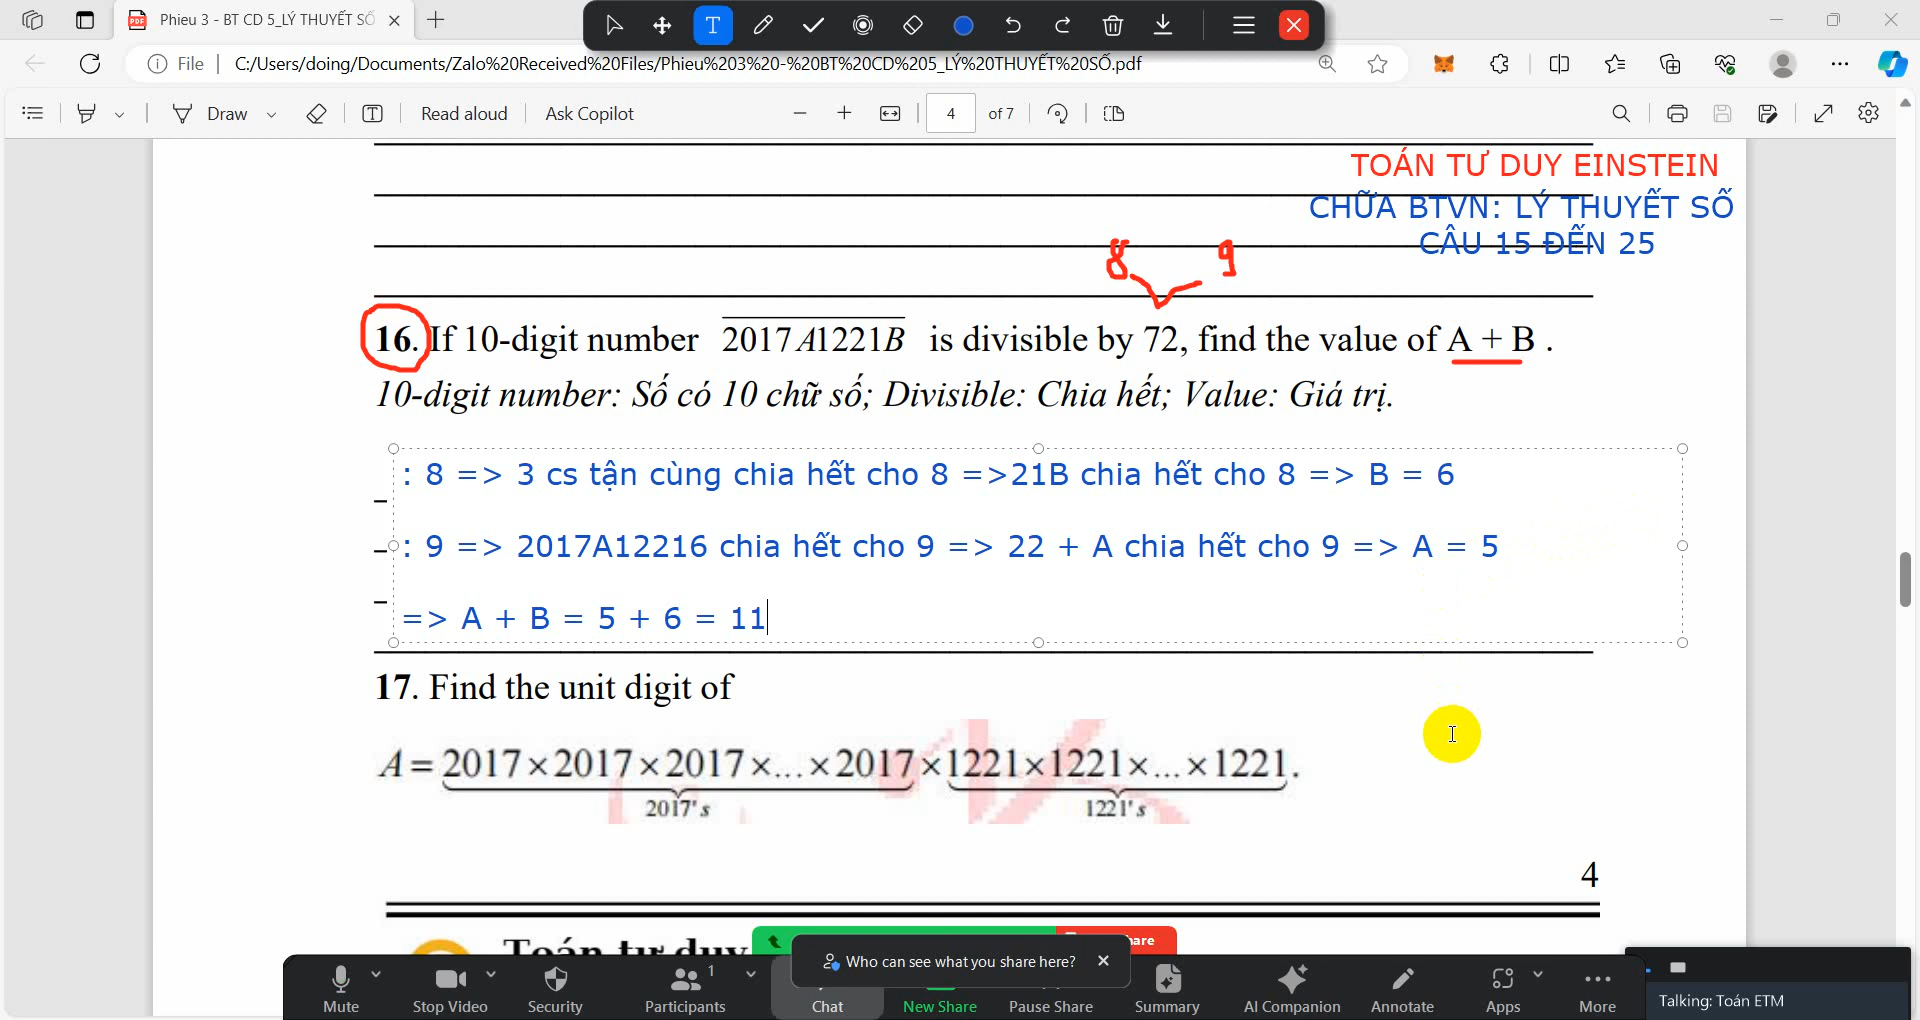 Phieu 3 - BT CD 5_LÝ THUYẾT SỐ
T
File
C:/Users/doing/Documents/Zalo%20Received%20Files/Phieu%203%20-%20BT%20CD%205_LÝ%20THUYẾT%20SỐ.pdf
Draw
T
Read aloud
Ask Copilot
4
of 7
TOÁN TƯ DUY EINSTEIN
CHỮA BTVN: LÝ THUYẾT SỐ
CÂU 15 ĐẾN 25
8 9
16. If 10-digit number 2017A1221B is divisible by 72, find the value of A + B .
10-digit number: Số có 10 chữ số; Divisible: Chia hết; Value: Giá trị.
: 8 => 3 cs tận cùng chia hết cho 8 =>21B chia hết cho 8 => B = 6
: 9 => 2017A12216 chia hết cho 9 => 22 + A chia hết cho 9 => A = 5
=> A + B = 5 + 6 = 11
17. Find the unit digit of
A = 2017×2017×2017×...×2017×1221×1221×...×1221.
2017's 1221's
4
Toán tư duy
Who can see what you share here?
Mute
Stop Video
Security
Participants
1
Chat
New Share
Pause Share
Summary
AI Companion
Annotate
Apps
More
Talking: Toán ETM